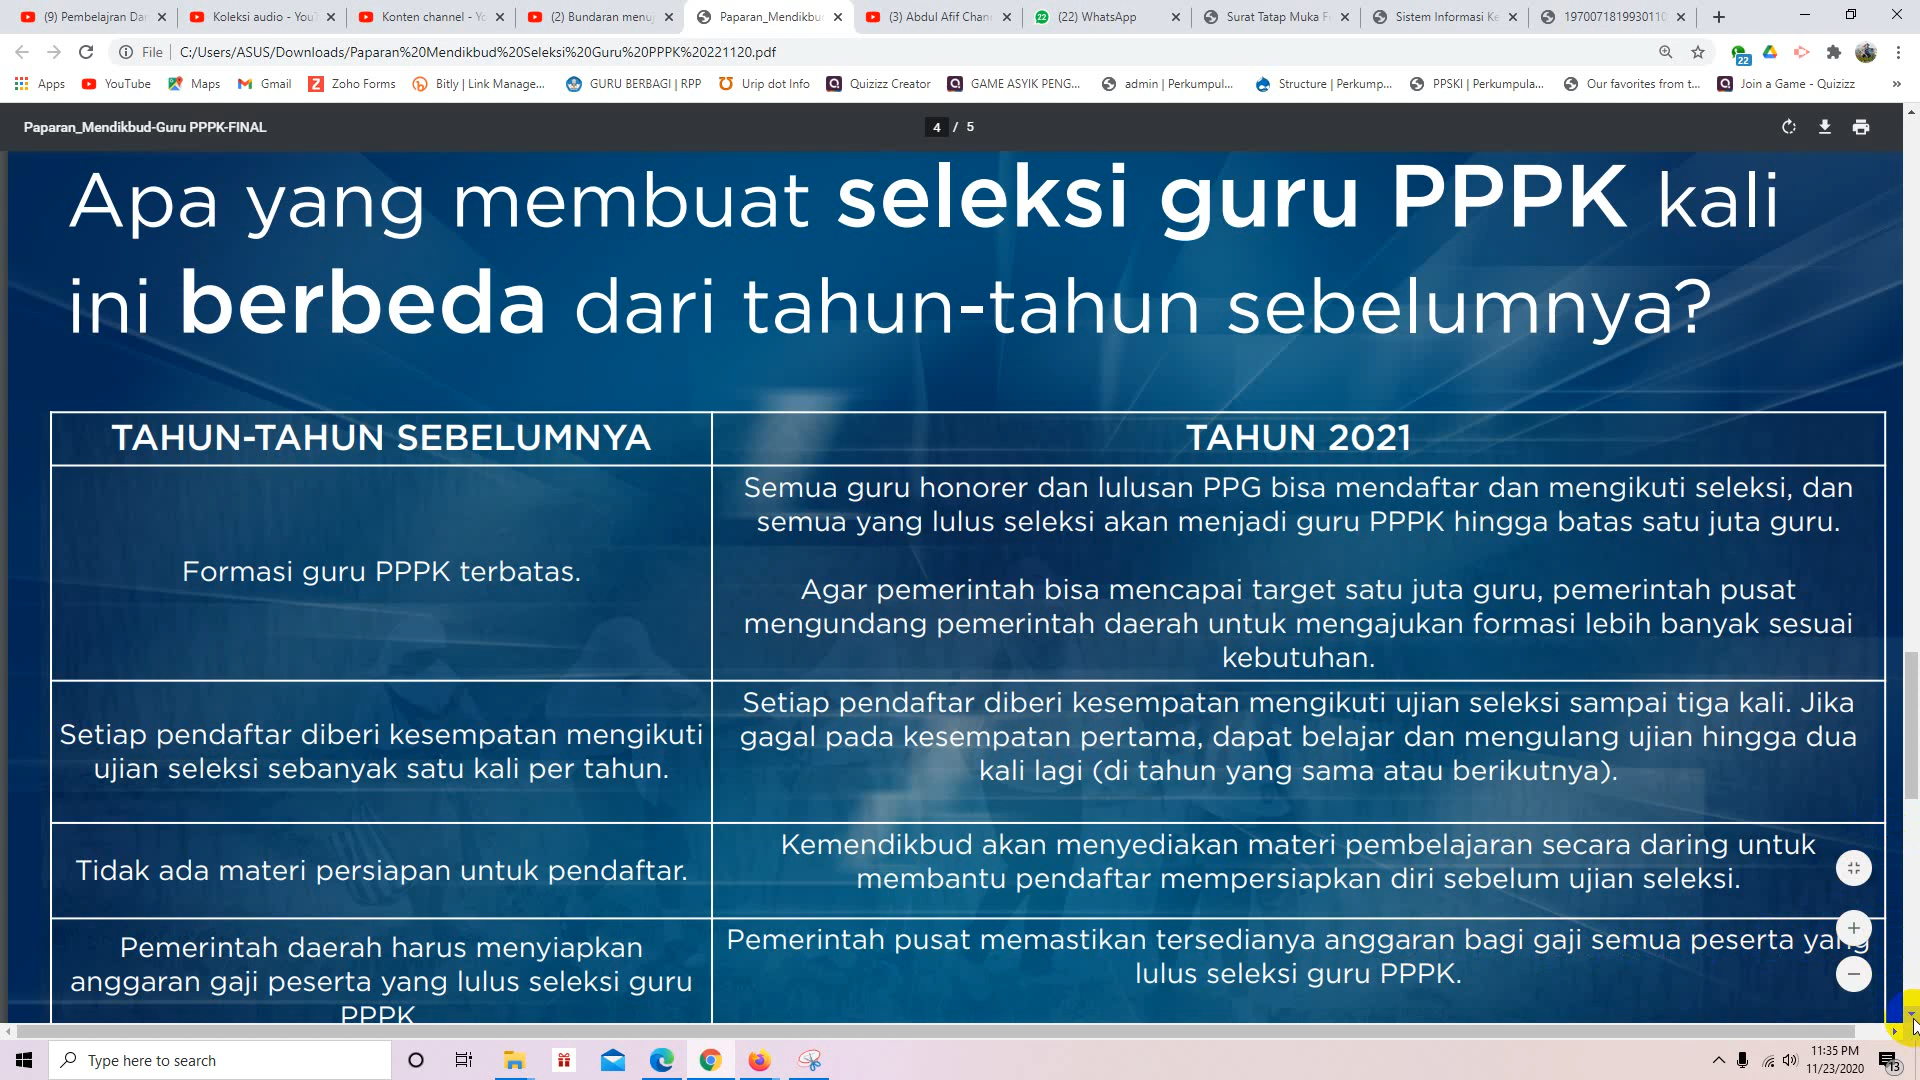 (9) Pembelajaran Da
Koleksi audio - You
Konten channel - Yo
(2) Bundaran menuj
Paparan_Mendikbu
(3) Abdul Afif Chan
(22) WhatsApp
Surat Tatap Muka F
Sistem Informasi Ke
1970071819930110
File
C:/Users/ASUS/Downloads/Paparan%20Mendikbud%20Seleksi%20Guru%20PPPK%20221120.pdf
22
Apps
YouTube
Maps
Gmail
Zoho Forms
Bitly | Link Manage...
GURU BERBAGI | RPP
Urip dot Info
Quizizz Creator
GAME ASYIK PENG...
admin | Perkumpul...
Structure | Perkump...
PPSKI | Perkumpula...
Our favorites from t...
Join a Game - Quizizz
»
Paparan_Mendikbud-Guru PPPK-FINAL
4 / 5
Apa yang membuat seleksi guru PPPK kali
ini berbeda dari tahun-tahun sebelumnya?
TAHUN-TAHUN SEBELUMNYA
TAHUN 2021
Formasi guru PPPK terbatas.
Semua guru honorer dan lulusan PPG bisa mendaftar dan mengikuti seleksi, dan
semua yang lulus seleksi akan menjadi guru PPPK hingga batas satu juta guru.
Agar pemerintah bisa mencapai target satu juta guru, pemerintah pusat
mengundang pemerintah daerah untuk mengajukan formasi lebih banyak sesuai
kebutuhan.
Setiap pendaftar diberi kesempatan mengikuti
ujian seleksi sebanyak satu kali per tahun.
Setiap pendaftar diberi kesempatan mengikuti ujian seleksi sampai tiga kali. Jika
gagal pada kesempatan pertama, dapat belajar dan mengulang ujian hingga dua
kali lagi (di tahun yang sama atau berikutnya).
Tidak ada materi persiapan untuk pendaftar.
Kemendikbud akan menyediakan materi pembelajaran secara daring untuk
membantu pendaftar mempersiapkan diri sebelum ujian seleksi.
Pemerintah daerah harus menyiapkan
anggaran gaji peserta yang lulus seleksi guru
PPPK
Pemerintah pusat memastikan tersedianya anggaran bagi gaji semua peserta yang
lulus seleksi guru PPPK.
Type here to search
11:35 PM
11/23/2020
13